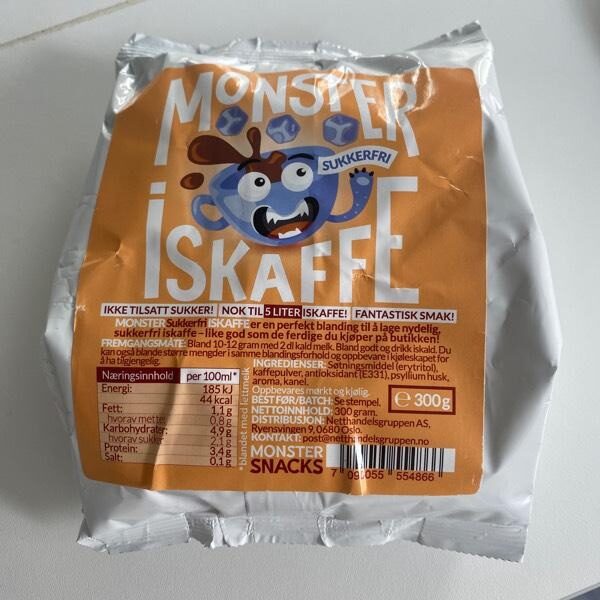 MONSTER
SUKKERFRI
ISKAFFE
IKKE TILSATT SUKKER! NOK TIL 5 LITER ISKAFFE! FANTASTISK SMAK!
MONSTER Sukkerfri ISKAFFE er en perfekt blanding til å lage nydelig,
sukkerfri iskaffe – like god som de ferdige du kjøper på butikken!
FREMGANGSMÅTE: Bland 10-12 gram med 2 dl kald melk. Bland godt og drikk iskald. Du
kan også blande større mengder i samme blandingsforhold og oppbevare i kjøleskapet for
å ha tilgjengelig.
Næringsinnhold per 100ml*
Energi: 185 kJ
44 kcal
Fett: 1,1 g
hvorav mette 0,8 g
Karbohydrater: 4,9 g
hvorav sukke 2,1 g
Protein: 3,4 g
Salt: 0,1 g
*blandet med lettmelk
INGREDIENSER: Søtningsmiddel (erytritol),
kaffepulver, antioksidant (E331), psyllium husk,
aroma, kanel.
Oppbevares mørkt og kjølig.
BEST FØR/BATCH: Se stempel.
NETTOINNHOLD: 300 gram.
DISTRIBUSJON: Netthandelsgruppen AS,
Ryensvingen 9, 0680 Oslo.
KONTAKT: post@netthandelsgruppen.no
e 300g
MONSTER
SNACKS
7 090055 554866